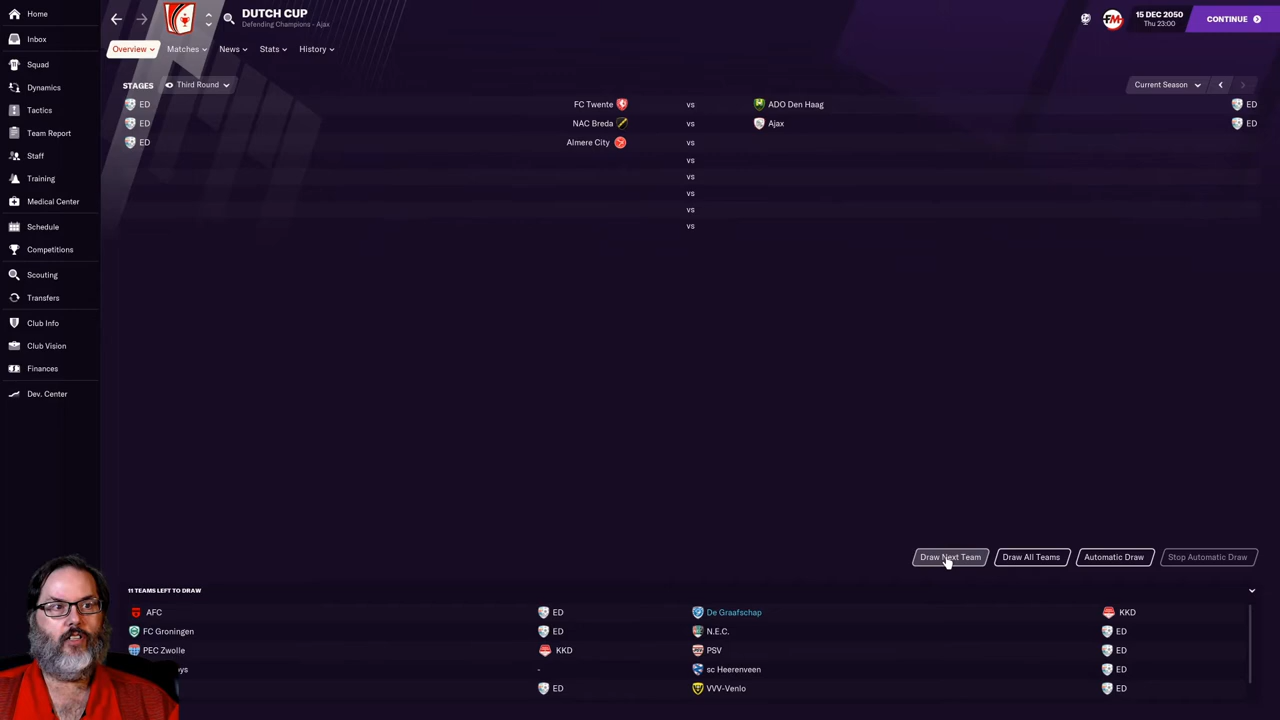 Home
Inbox
Squad
Dynamics
Tactics
Team Report
Staff
Training
Medical Center
Schedule
Competitions
Scouting
Transfers
Club Info
Club Vision
Finances
Dev. Center
DUTCH CUP
Defending Champions - Ajax
15 DEC 2050
Thu 23:00
FM
CONTINUE
Overview Matches News Stats History
STAGES Third Round Current Season
ED FC Twente vs ADO Den Haag ED
ED NAC Breda vs Ajax ED
ED Almere City vs
vs
vs
vs
vs
vs
Draw Next Team Draw All Teams Automatic Draw Stop Automatic Draw
11 TEAMS LEFT TO DRAW
AFC ED De Graafschap KKD
FC Groningen ED N.E.C. ED
PEC Zwolle KKD PSV ED
- sc Heerenveen ED
ED VVV-Venlo ED